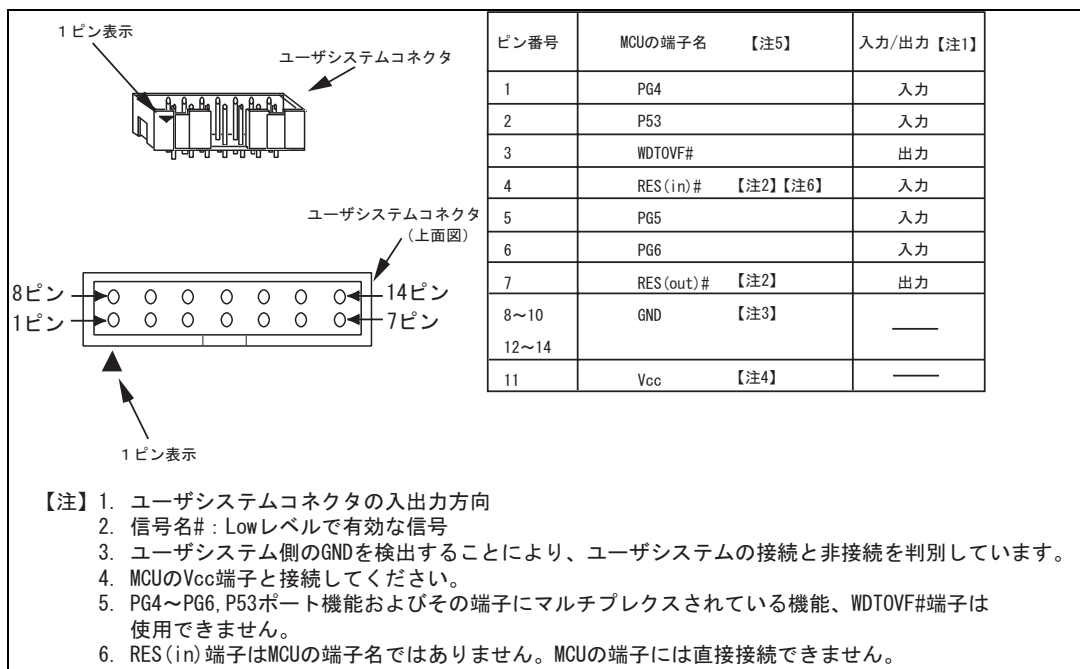 １ピン表示
ユーザシステムコネクタ
ユーザシステムコネクタ
(上面図)
8ピン
14ピン
1ピン
7ピン
１ピン表示
ピン番号 MCUの端子名 【注5】 入力/出力【注1】
1 PG4 入力
2 P53 入力
3 WDTOVF# 出力
4 RES(in)# 【注2】【注6】 入力
5 PG5 入力
6 PG6 入力
7 RES(out)# 【注2】 出力
8～10 GND 【注3】 ――
12～14
11 Vcc 【注4】 ――
【注】1. ユーザシステムコネクタの入出力方向
2. 信号名#：Lowレベルで有効な信号
3. ユーザシステム側のGNDを検出することにより、ユーザシステムの接続と非接続を判別しています。
4. MCUのVcc端子と接続してください。
5. PG4～PG6,P53ポート機能およびその端子にマルチプレクスされている機能、WDTOVF#端子は
使用できません。
6. RES(in)端子はMCUの端子名ではありません。MCUの端子には直接接続できません。